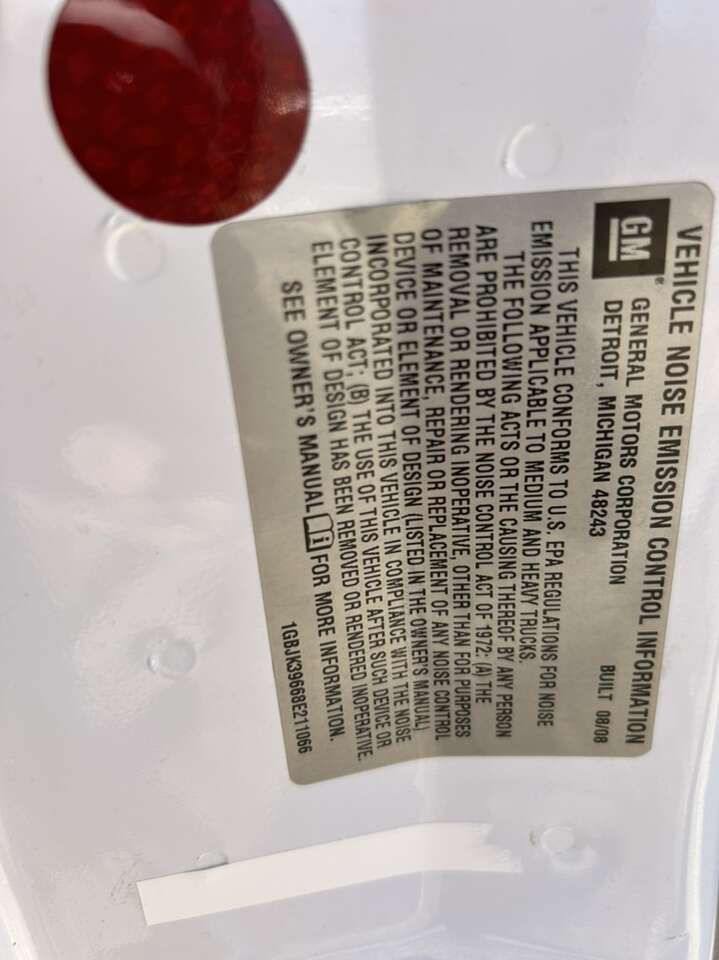 VEHICLE NOISE EMISSION CONTROL INFORMATION
GM®
GENERAL MOTORS CORPORATION
DETROIT, MICHIGAN 48243
BUILT 08/08
THIS VEHICLE CONFORMS TO U.S. EPA REGULATIONS FOR NOISE
EMISSION APPLICABLE TO MEDIUM AND HEAVY TRUCKS.
THE FOLLOWING ACTS OR THE CAUSING THEREOF BY ANY PERSON
ARE PROHIBITED BY THE NOISE CONTROL ACT OF 1972: (A) THE
REMOVAL OR RENDERING INOPERATIVE, OTHER THAN FOR PURPOSES
OF MAINTENANCE, REPAIR OR REPLACEMENT OF ANY NOISE CONTROL
DEVICE OR ELEMENT OF DESIGN (LISTED IN THE OWNER'S MANUAL)
INCORPORATED INTO THIS VEHICLE IN COMPLIANCE WITH THE NOISE
CONTROL ACT; (B) THE USE OF THIS VEHICLE AFTER SUCH DEVICE OR
ELEMENT OF DESIGN HAS BEEN REMOVED OR RENDERED INOPERATIVE.
SEE OWNER'S MANUAL FOR MORE INFORMATION.
1GBJK39668E211066